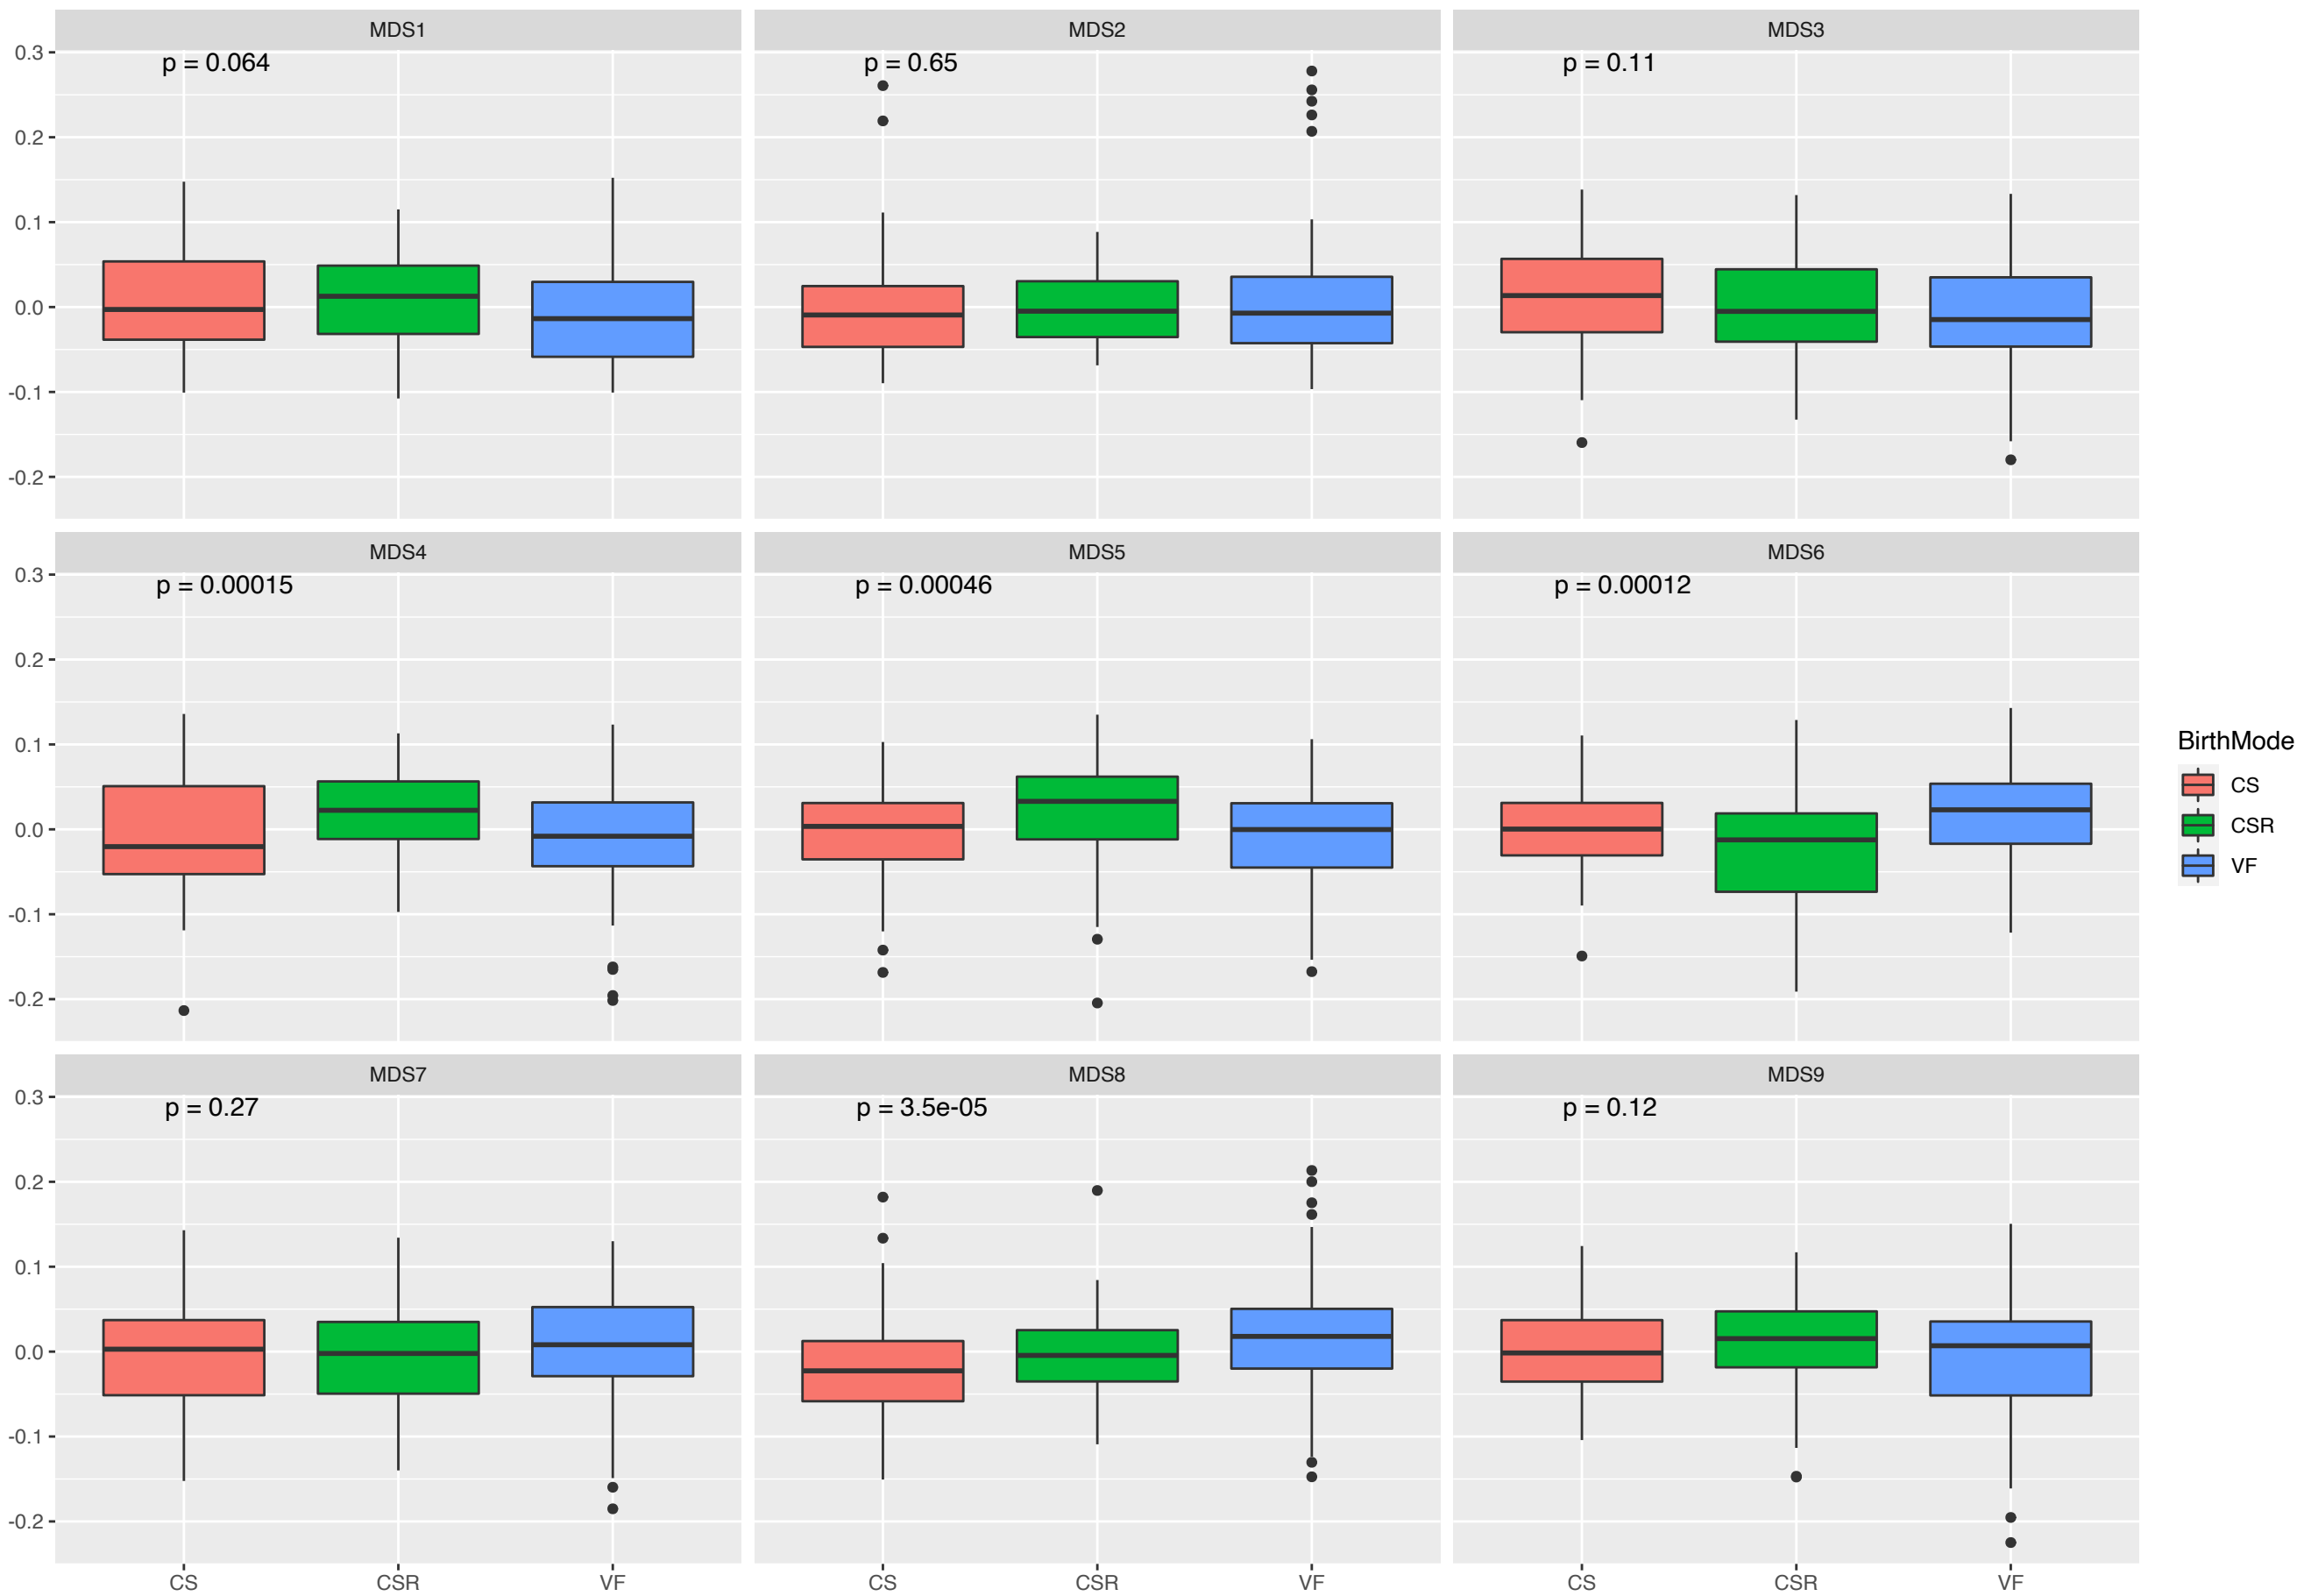 MDS1
MDS2
MDS3
p = 0.064
p = 0.65
p = 0.11
0.3
0.2
0.1
0.0
-0.1
-0.2
MDS4
MDS5
MDS6
p = 0.00015
p = 0.00046
p = 0.00012
0.3
0.2
0.1
0.0
-0.1
-0.2
MDS7
MDS8
MDS9
p = 0.27
p = 3.5e-05
p = 0.12
0.3
0.2
0.1
0.0
-0.1
-0.2
CS
CSR
VF
CS
CSR
VF
CS
CSR
VF
BirthMode
CS
CSR
VF